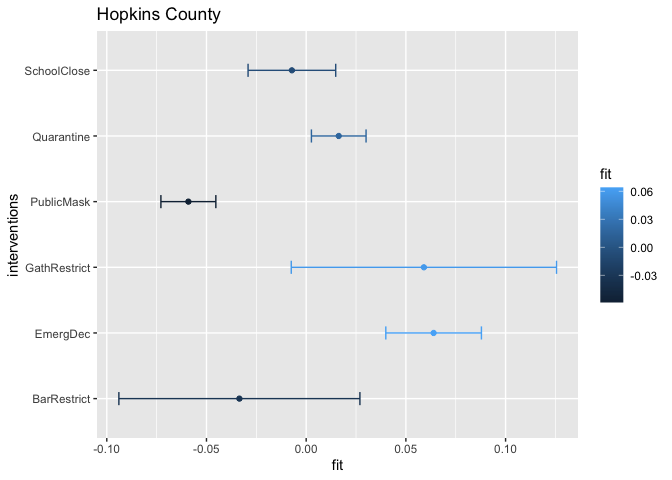 Hopkins County
SchoolClose
Quarantine
PublicMask
GathRestrict
EmergDec
BarRestrict
interventions
-0.10
-0.05
0.00
0.05
0.10
fit
fit
0.06
0.03
0.00
-0.03